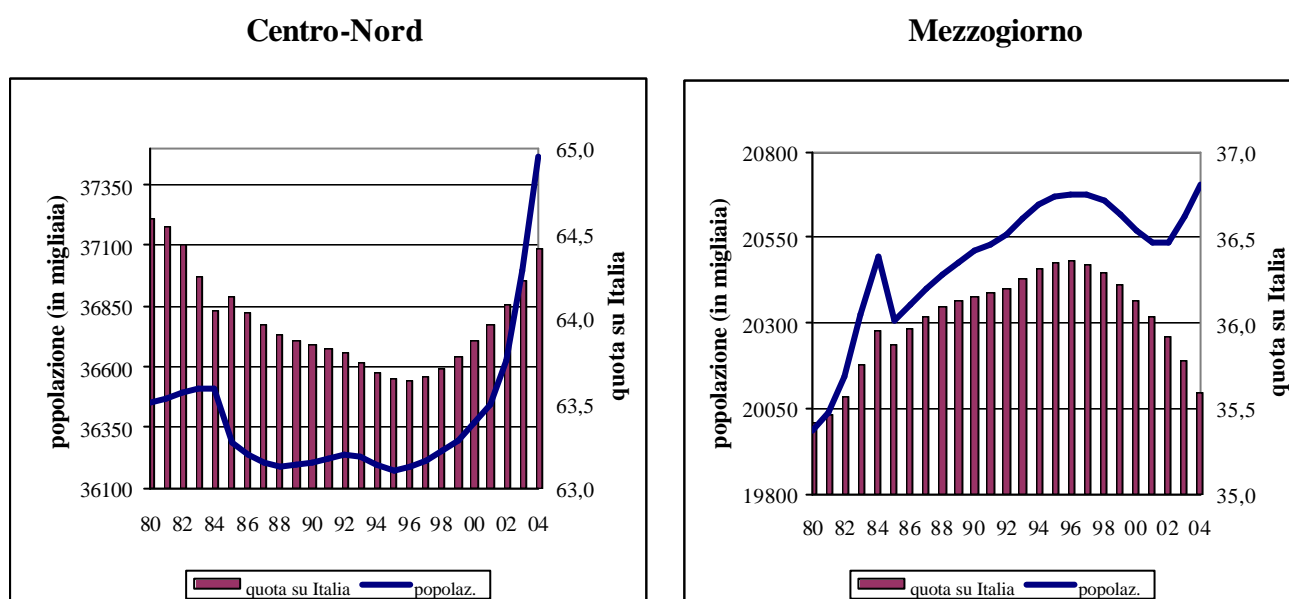 Centro-Nord
popolazione (in migliaia)
37350
37100
36850
36600
36350
36100
65,0
64,5
64,0
63,5
63,0
quota su Italia
80 82 84 86 88 90 92 94 96 98 00 02 04
quota su Italia popolaz.
Mezzogiorno
popolazione (in migliaia)
20800
20550
20300
20050
19800
37,0
36,5
36,0
35,5
35,0
quota su Italia
80 82 84 86 88 90 92 94 96 98 00 02 04
quota su Italia popolaz.